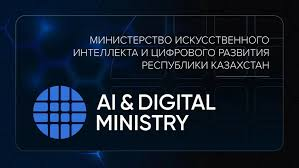 МИНИСТЕРСТВО ИСКУССТВЕННОГО
ИНТЕЛЛЕКТА И ЦИФРОВОГО РАЗВИТИЯ
РЕСПУБЛИКИ КАЗАХСТАН
AI & DIGITAL
MINISTRY